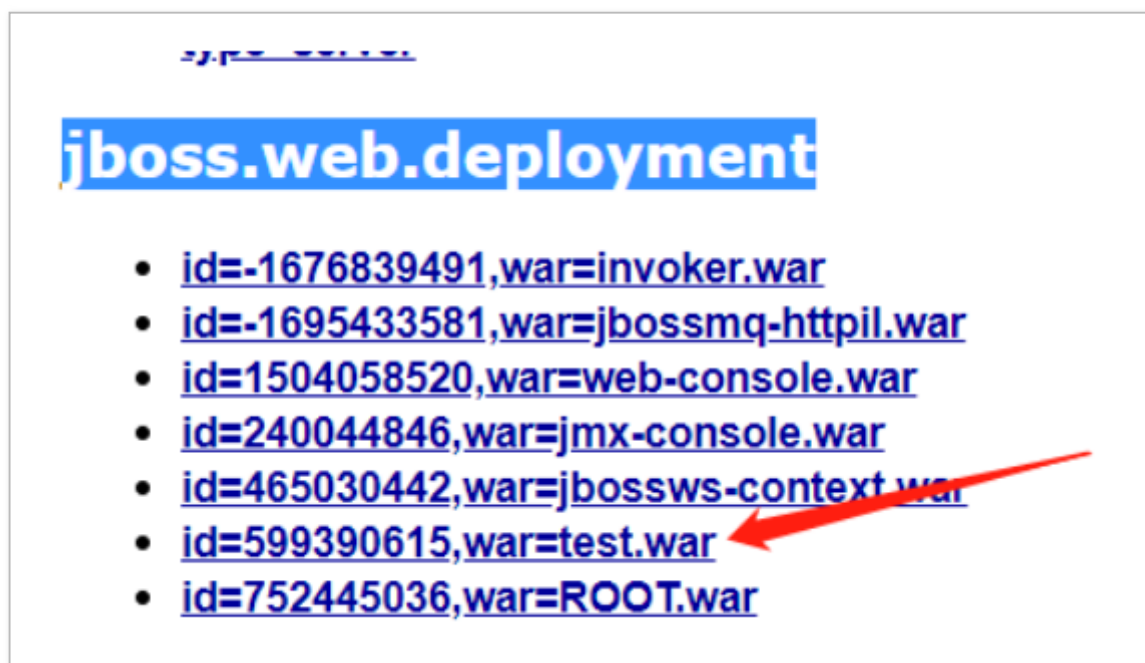 jboss.web.deployment
id=-1676839491,war=invoker.war
id=-1695433581,war=jbossmq-httpil.war
id=1504058520,war=web-console.war
id=240044846,war=jmx-console.war
id=465030442,war=jbossws-context.war
id=599390615,war=test.war
id=752445036,war=ROOT.war